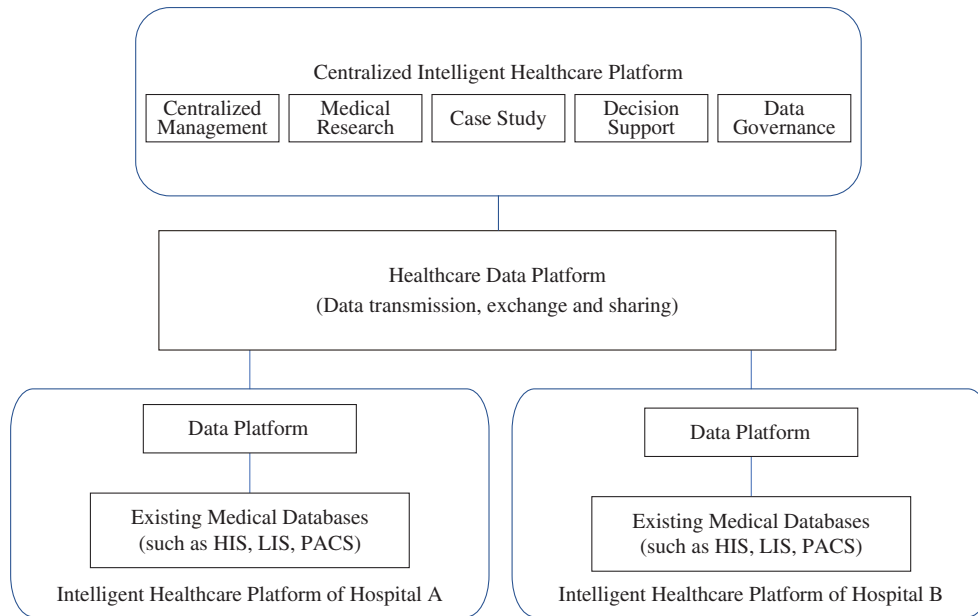 Centralized Intelligent Healthcare Platform
Centralized
Management
Medical
Research
Case Study
Decision
Support
Data
Governance
Healthcare Data Platform
(Data transmission, exchange and sharing)
Data Platform
Existing Medical Databases
(such as HIS, LIS, PACS)
Intelligent Healthcare Platform of Hospital A
Data Platform
Existing Medical Databases
(such as HIS, LIS, PACS)
Intelligent Healthcare Platform of Hospital B